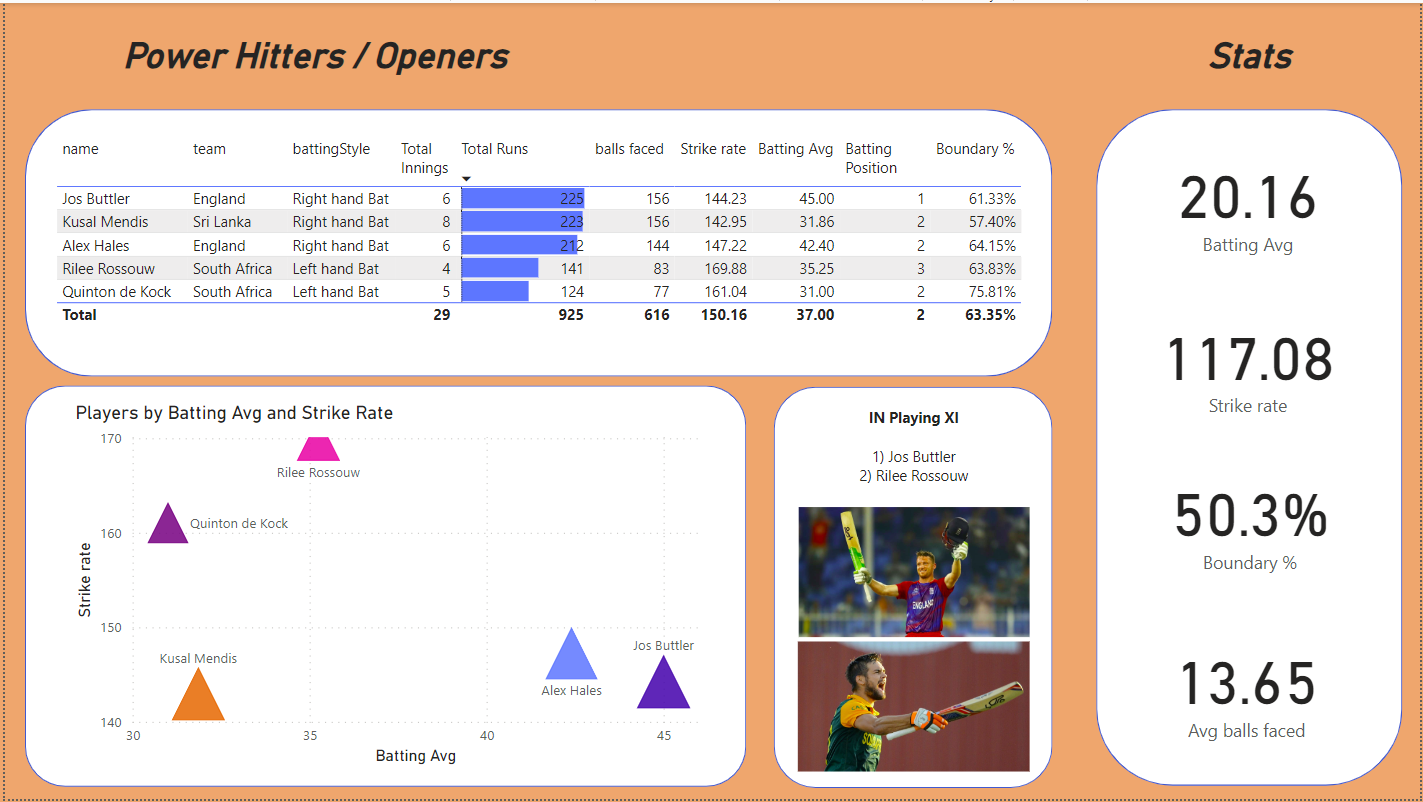 Power Hitters / Openers
Stats
name team battingStyle Total Innings Total Runs balls faced Strike rate Batting Avg Batting Position Boundary %
Jos Buttler England Right hand Bat 6 225 156 144.23 45.00 1 61.33%
Kusal Mendis Sri Lanka Right hand Bat 8 223 156 142.95 31.86 2 57.40%
Alex Hales England Right hand Bat 6 212 144 147.22 42.40 2 64.15%
Rilee Rossouw South Africa Left hand Bat 4 141 83 169.88 35.25 3 63.83%
Quinton de Kock South Africa Left hand Bat 5 124 77 161.04 31.00 2 75.81%
Total 29 925 616 150.16 37.00 2 63.35%
Players by Batting Avg and Strike Rate
Strike rate
170
160
150
140
Rilee Rossouw
Quinton de Kock
Jos Buttler
Kusal Mendis
Alex Hales
30 35 40 45
Batting Avg
IN Playing XI
1) Jos Buttler
2) Rilee Rossouw
ENGLAND
20.16
Batting Avg
117.08
Strike rate
50.3%
Boundary %
13.65
Avg balls faced